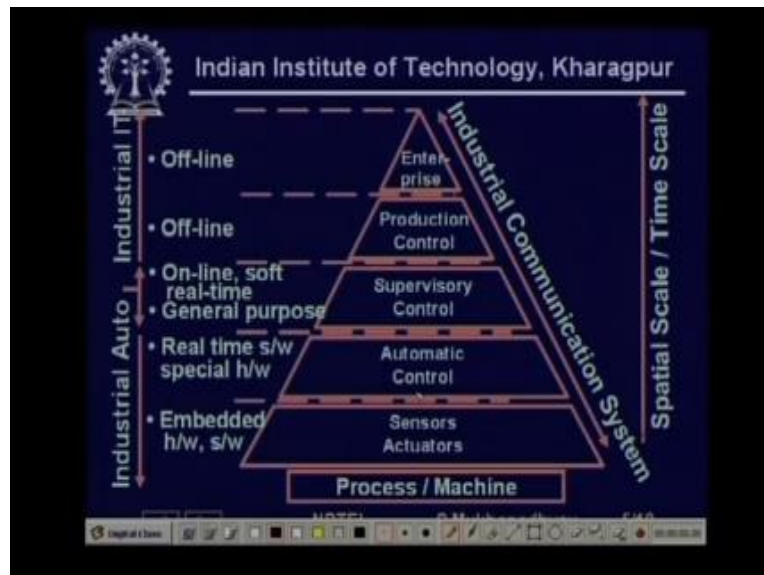 Indian Institute of Technology, Kharagpur
Industrial IT
Industrial Auto
• Off-line
• Off-line
• On-line, soft
real-time
• General purpose
• Real time s/w
special h/w
• Embedded
h/w, s/w
Enter-
prise
Production
Control
Supervisory
Control
Automatic
Control
Sensors
Actuators
Process / Machine
Industrial Communication System
Spatial Scale / Time Scale